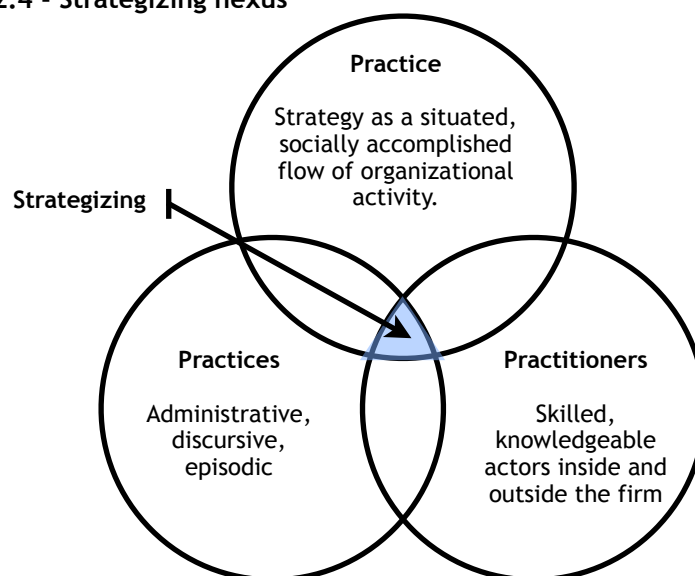 2.4 – Strategizing nexus
Practice
Strategy as a situated,
socially accomplished
flow of organizational
activity.
Strategizing
Practices
Administrative,
discursive,
episodic
Practitioners
Skilled,
knowledgeable
actors inside and
outside the firm